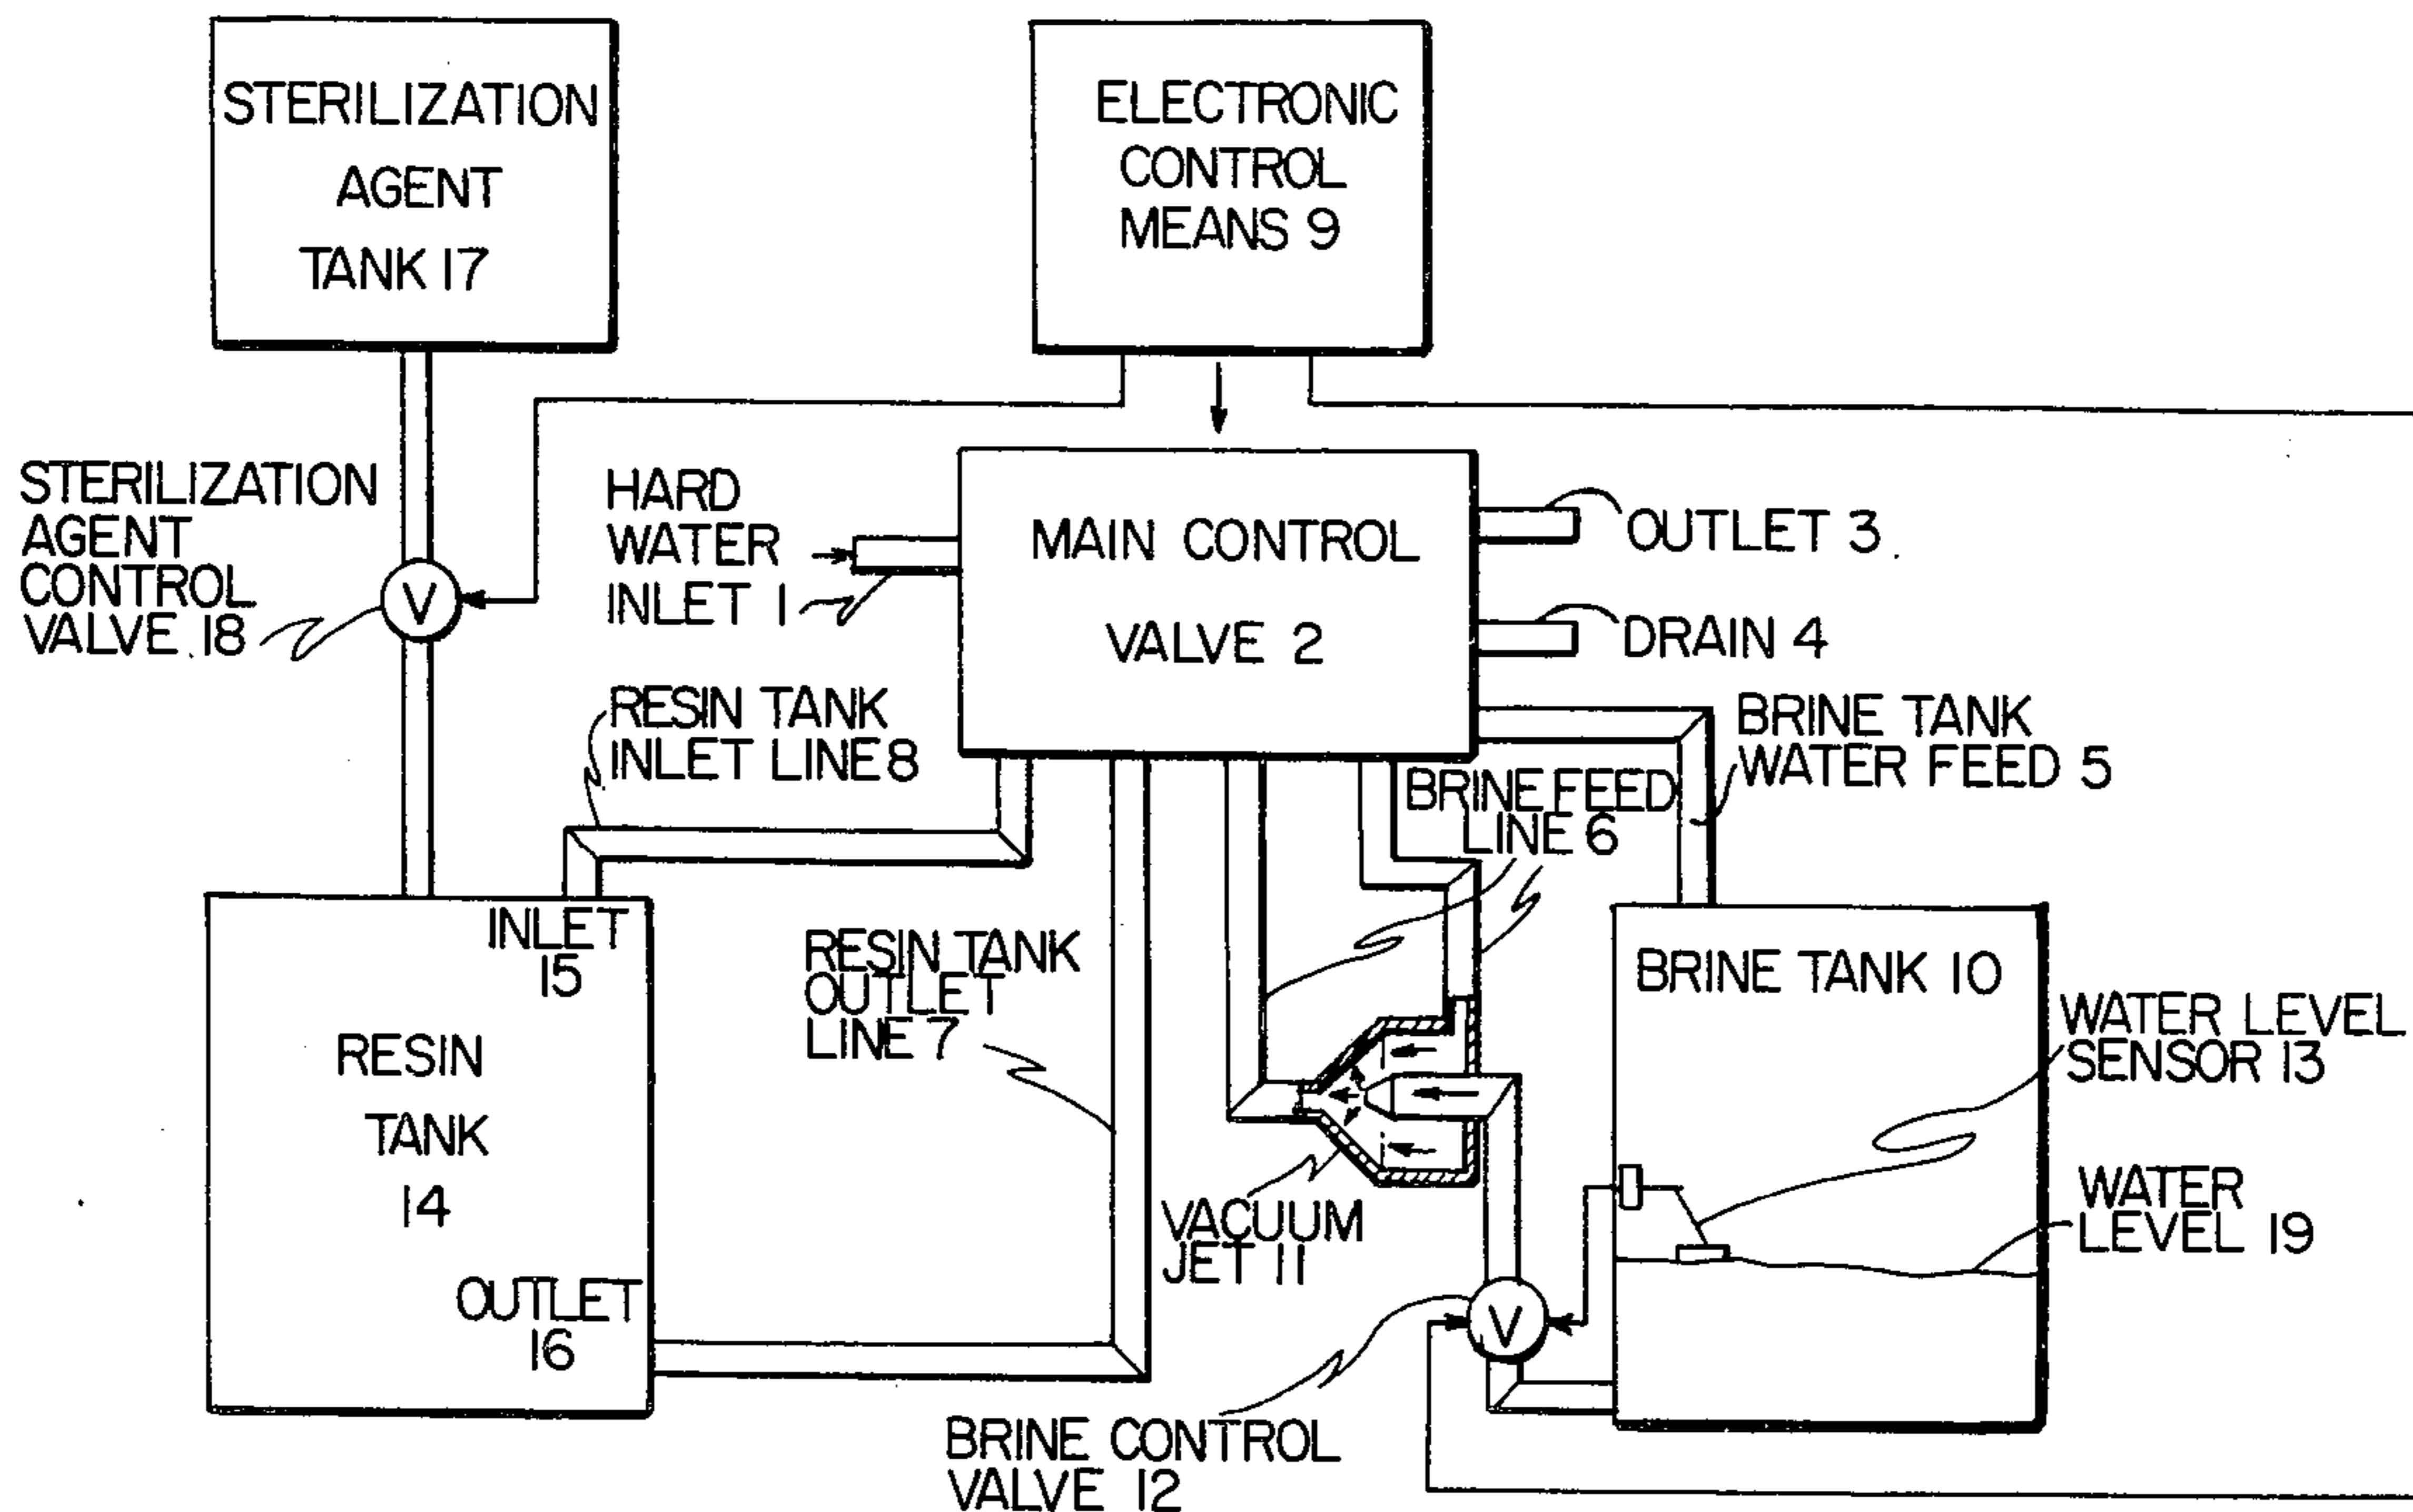 STERILIZATION
AGENT
TANK 17
ELECTRONIC
CONTROL
MEANS 9
STERILIZATION
AGENT
CONTROL
VALVE 18
V
HARD
WATER
INLET 1
MAIN CONTROL
VALVE 2
OUTLET 3
DRAIN 4
RESIN TANK
INLET LINE 8
BRINE TANK
WATER FEED 5
BRINE FEED
LINE 6
INLET
15
RESIN TANK
OUTLET
LINE 7
BRINE TANK 10
WATER LEVEL
SENSOR 13
RESIN
TANK
14
VACUUM
JET 11
WATER
LEVEL 19
OUTLET
16
V
BRINE CONTROL
VALVE 12